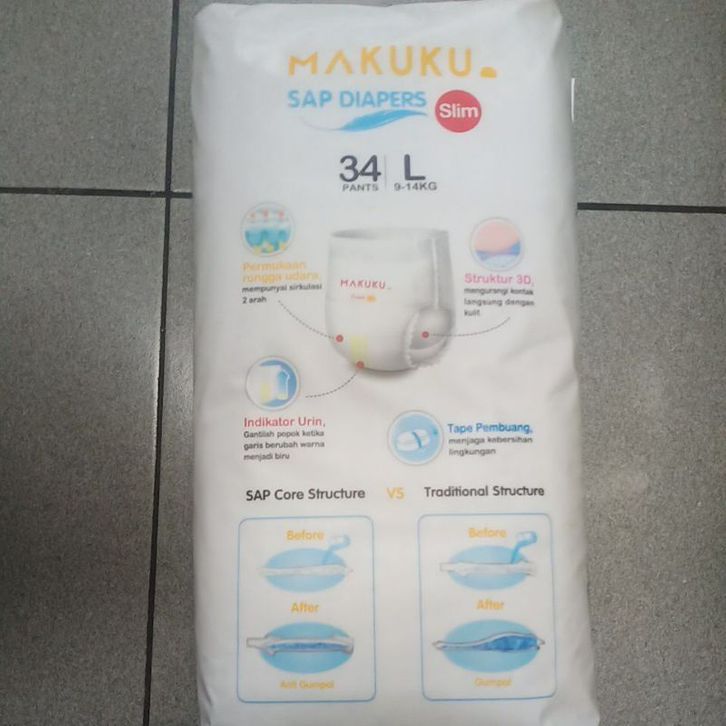 MAKUKU
SAP DIAPERS Slim
34 L
PANTS 9-14KG
Permukaan
rongga udara,
mempunyai sirkulasi
2 arah
Struktur 3D,
mengurangi kontak
langsung dengan
kulit
MAKUKU
Indikator Urin,
Gantilah popok ketika
garis berubah warna
menjadi biru
Tape Pembuang,
menjaga kebersihan
lingkungan
SAP Core Structure VS Traditional Structure
Before
After
Anti Gumpal
Before
After
Gumpal